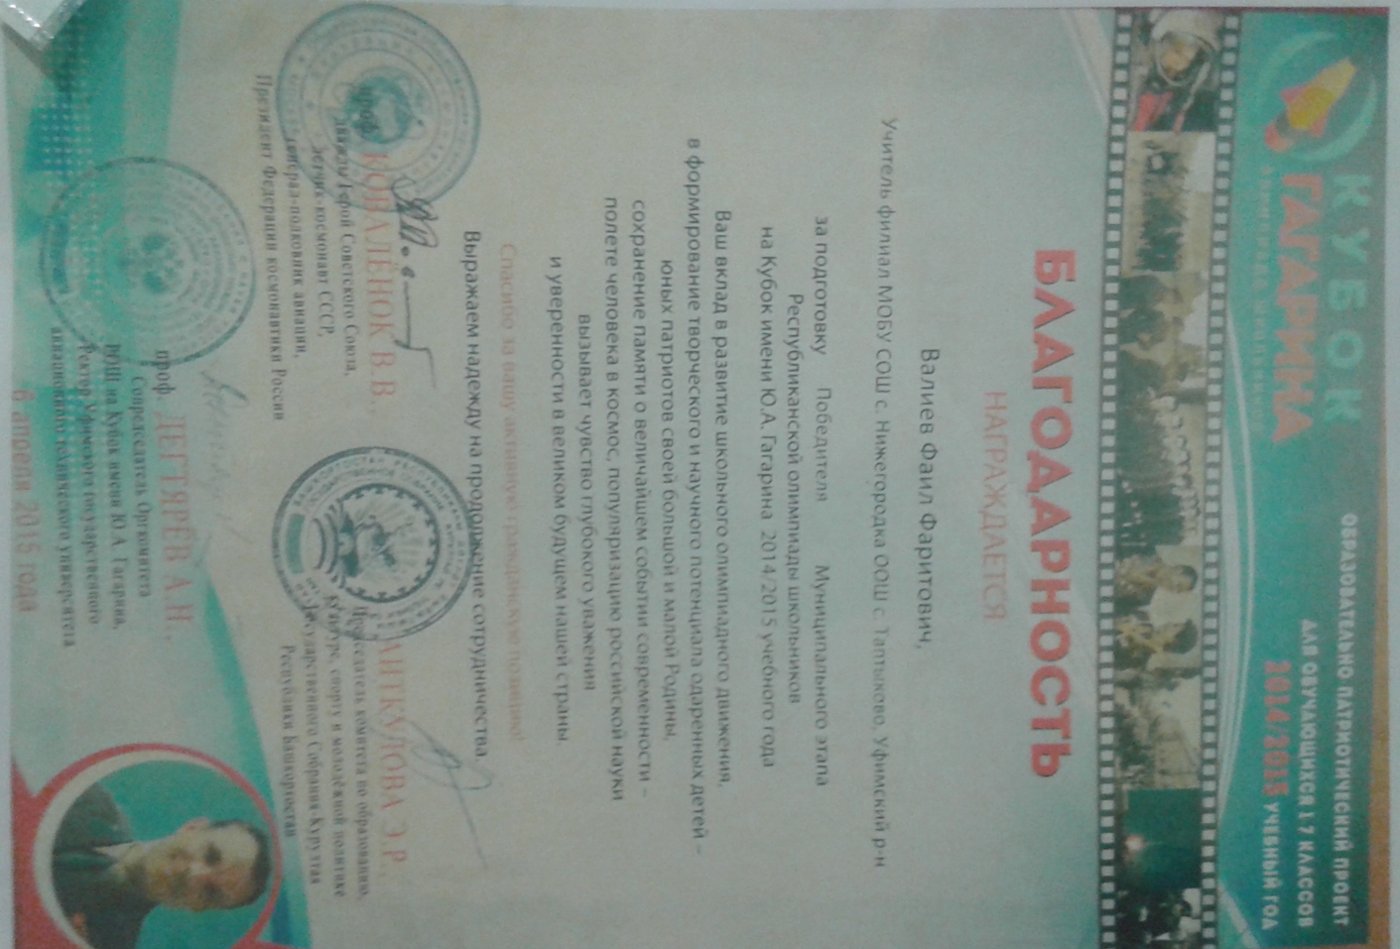 КУБОК
ГАГАРИНА
ОБРАЗОВАТЕЛЬНО ПАТРИОТИЧЕСКИЙ ПРОЕКТ
ДЛЯ ОБУЧАЮЩИХСЯ 1 7 КЛАССОВ
2014/2015 УЧЕБНЫЙ ГОД
БЛАГОДАРНОСТЬ
НАГРАЖДАЕТСЯ
Валиев Фаил Фаритович,
Учитель филиал МОБУ СОШ с. Нижегородка ООШ с. Таптыково, Уфимский р-н
за подготовку Победителя Муниципального этапа
Республиканской олимпиады школьников
на Кубок имени Ю.А. Гагарина 2014/2015 учебного года
Ваш вклад в развитие школьного олимпиадного движения,
в формирование творческого и научного потенциала одаренных детей –
юных патриотов своей большой и малой Родины,
сохранение памяти о величайшем событии современности –
полете человека в космос, популяризацию российской науки
вызывает чувство глубокого уважения
и уверенности в великом будущем нашей страны.
Спасибо за вашу активную гражданскую позицию!
Выражаем надежду на продолжение сотрудничества.
проф. КОВАЛЁНОК В.В.,
дважды Герой Советского Союза,
летчик-космонавт СССР,
генерал-полковник авиации,
Президент Федерации космонавтики России
АИТКУЛОВА Э.Р.,
Председатель комитета по образованию,
культуре, спорту и молодёжной политике
Государственного Собрания-Курултая
Республики Башкортостан
проф. ДЕГТЯРЁВ А.Н.,
Сопредседатель Оргкомитета
РОШ на Кубок имени Ю.А. Гагарина,
Ректор Уфимского государственного
авиационного технического университета
6 апреля 2015 года